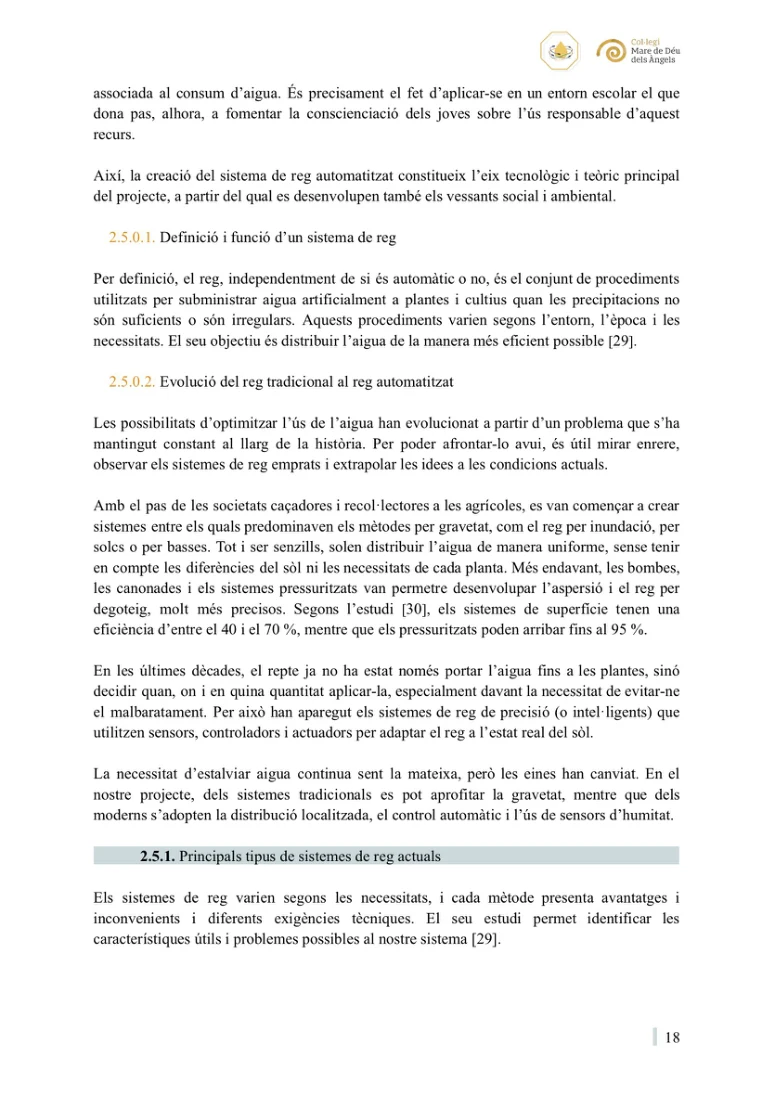 Col·legi
Mare de Déu
dels Àngels
associada al consum d’aigua. És precisament el fet d’aplicar-se en un entorn escolar el que
dona pas, alhora, a fomentar la conscienciació dels joves sobre l’ús responsable d’aquest
recurs.
Així, la creació del sistema de reg automatitzat constitueix l’eix tecnològic i teòric principal
del projecte, a partir del qual es desenvolupen també els vessants social i ambiental.
2.5.0.1. Definició i funció d’un sistema de reg
Per definició, el reg, independentment de si és automàtic o no, és el conjunt de procediments
utilitzats per subministrar aigua artificialment a plantes i cultius quan les precipitacions no
són suficients o són irregulars. Aquests procediments varien segons l’entorn, l’època i les
necessitats. El seu objectiu és distribuir l’aigua de la manera més eficient possible [29].
2.5.0.2. Evolució del reg tradicional al reg automatitzat
Les possibilitats d’optimitzar l’ús de l’aigua han evolucionat a partir d’un problema que s’ha
mantingut constant al llarg de la història. Per poder afrontar-lo avui, és útil mirar enrere,
observar els sistemes de reg emprats i extrapolar les idees a les condicions actuals.
Amb el pas de les societats caçadores i recol·lectores a les agrícoles, es van començar a crear
sistemes entre els quals predominaven els mètodes per gravetat, com el reg per inundació, per
solcs o per basses. Tot i ser senzills, solen distribuir l’aigua de manera uniforme, sense tenir
en compte les diferències del sòl ni les necessitats de cada planta. Més endavant, les bombes,
les canonades i els sistemes pressuritzats van permetre desenvolupar l’aspersió i el reg per
degoteig, molt més precisos. Segons l’estudi [30], els sistemes de superfície tenen una
eficiència d’entre el 40 i el 70 %, mentre que els pressuritzats poden arribar fins al 95 %.
En les últimes dècades, el repte ja no ha estat només portar l’aigua fins a les plantes, sinó
decidir quan, on i en quina quantitat aplicar-la, especialment davant la necessitat de evitar-ne
el malbaratament. Per això han aparegut els sistemes de reg de precisió (o intel·ligents) que
utilitzen sensors, controladors i actuadors per adaptar el reg a l’estat real del sòl.
La necessitat d’estalviar aigua continua sent la mateixa, però les eines han canviat. En el
nostre projecte, dels sistemes tradicionals es pot aprofitar la gravetat, mentre que dels
moderns s’adopten la distribució localitzada, el control automàtic i l’ús de sensors d’humitat.
2.5.1. Principals tipus de sistemes de reg actuals
Els sistemes de reg varien segons les necessitats, i cada mètode presenta avantatges i
inconvenients i diferents exigències tècniques. El seu estudi permet identificar les
característiques útils i problemes possibles al nostre sistema [29].
18